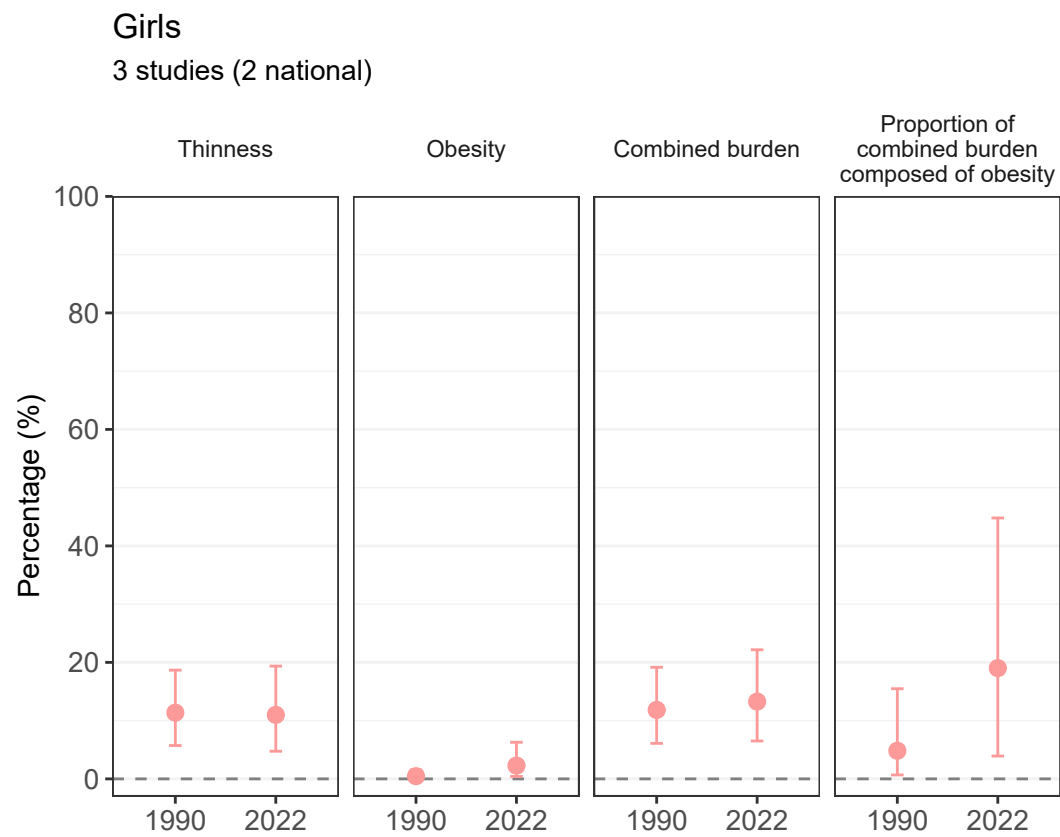 Girls
3 studies (2 national)
Thinness
Obesity
Combined burden
Proportion of
combined burden
composed of obesity
Percentage (%)
100
80
60
40
20
0
1990 2022
1990 2022
1990 2022
1990 2022